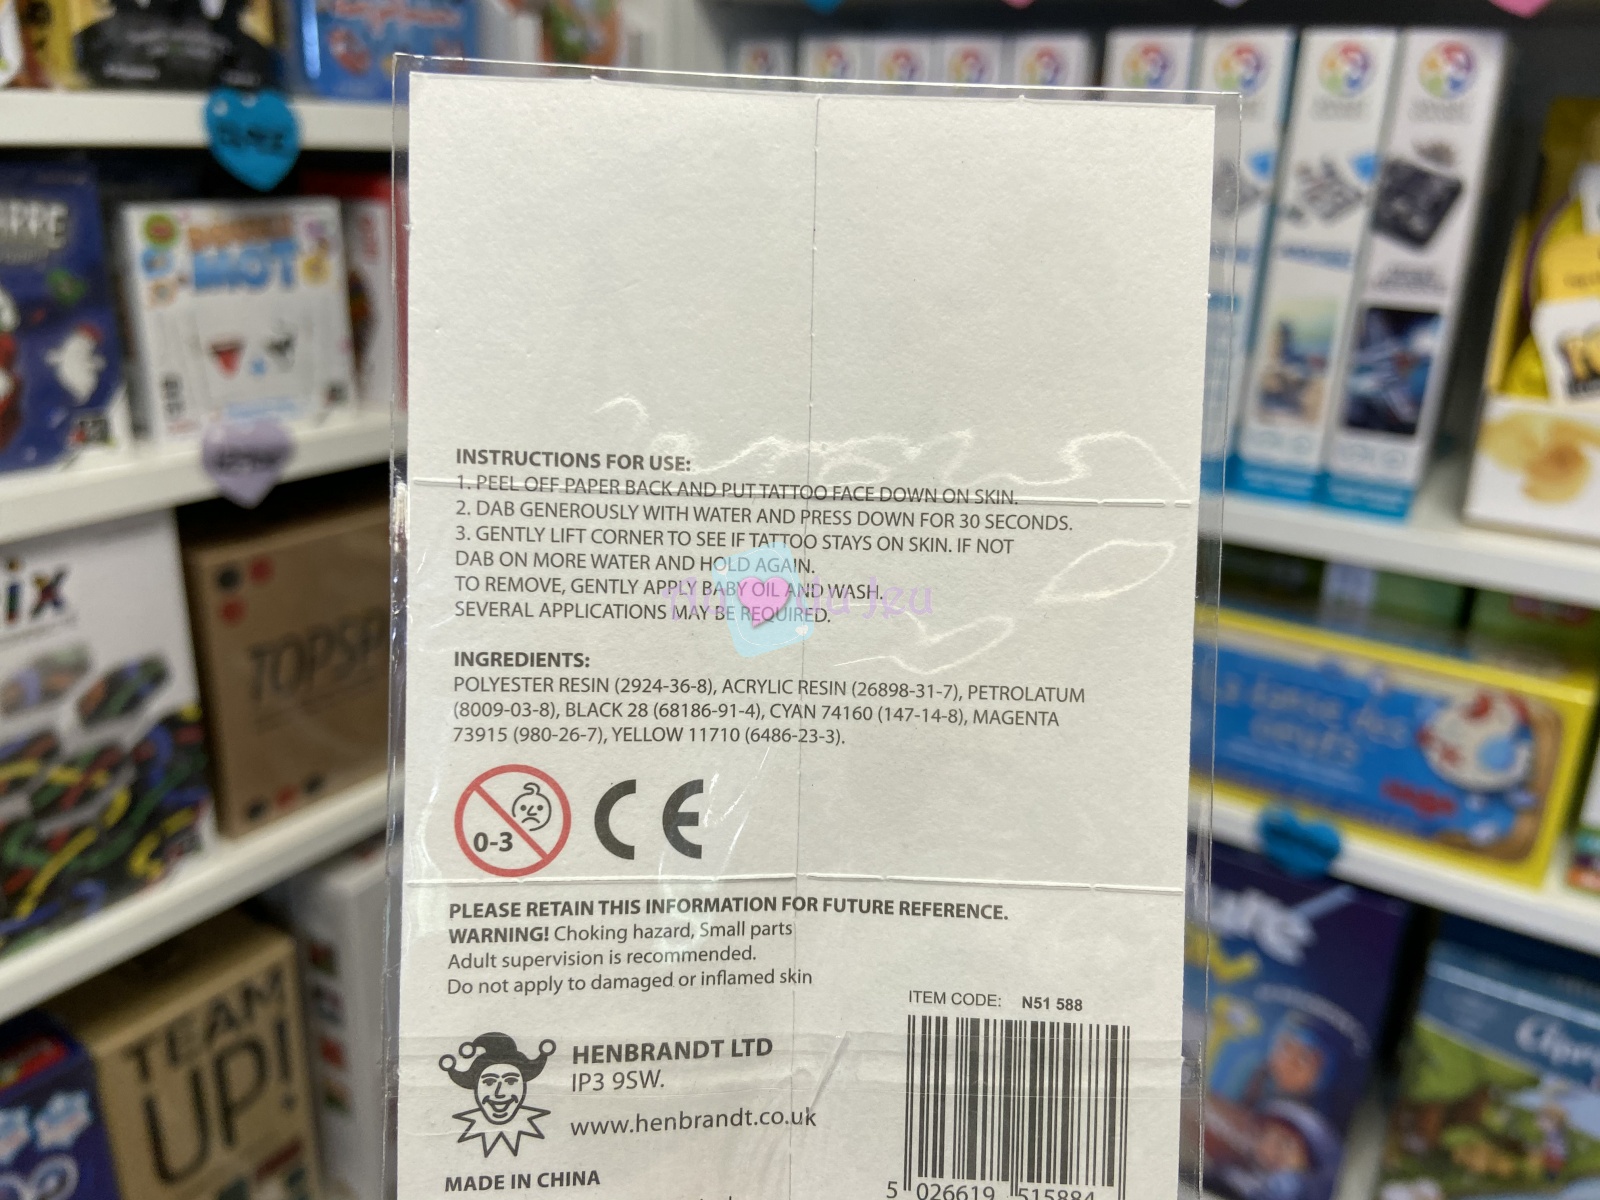 INSTRUCTIONS FOR USE:
1. PEEL OFF PAPER BACK AND PUT TATTOO FACE DOWN ON SKIN.
2. DAB GENEROUSLY WITH WATER AND PRESS DOWN FOR 30 SECONDS.
3. GENTLY LIFT CORNER TO SEE IF TATTOO STAYS ON SKIN. IF NOT
DAB ON MORE WATER AND HOLD AGAIN.
TO REMOVE, GENTLY APPLY BABY OIL AND WASH.
SEVERAL APPLICATIONS MAY BE REQUIRED.
du Jeu
INGREDIENTS:
POLYESTER RESIN (2924-36-8), ACRYLIC RESIN (26898-31-7), PETROLATUM
(8009-03-8), BLACK 28 (68186-91-4), CYAN 74160 (147-14-8), MAGENTA
73915 (980-26-7), YELLOW 11710 (6486-23-3).
0-3
CE
PLEASE RETAIN THIS INFORMATION FOR FUTURE REFERENCE.
WARNING! Choking hazard, Small parts
Adult supervision is recommended.
Do not apply to damaged or inflamed skin
ITEM CODE: N51 588
HENBRANDT LTD
IP3 9SW.
www.henbrandt.co.uk
MADE IN CHINA
5 026619 515884
MOT
TEAM
UP!